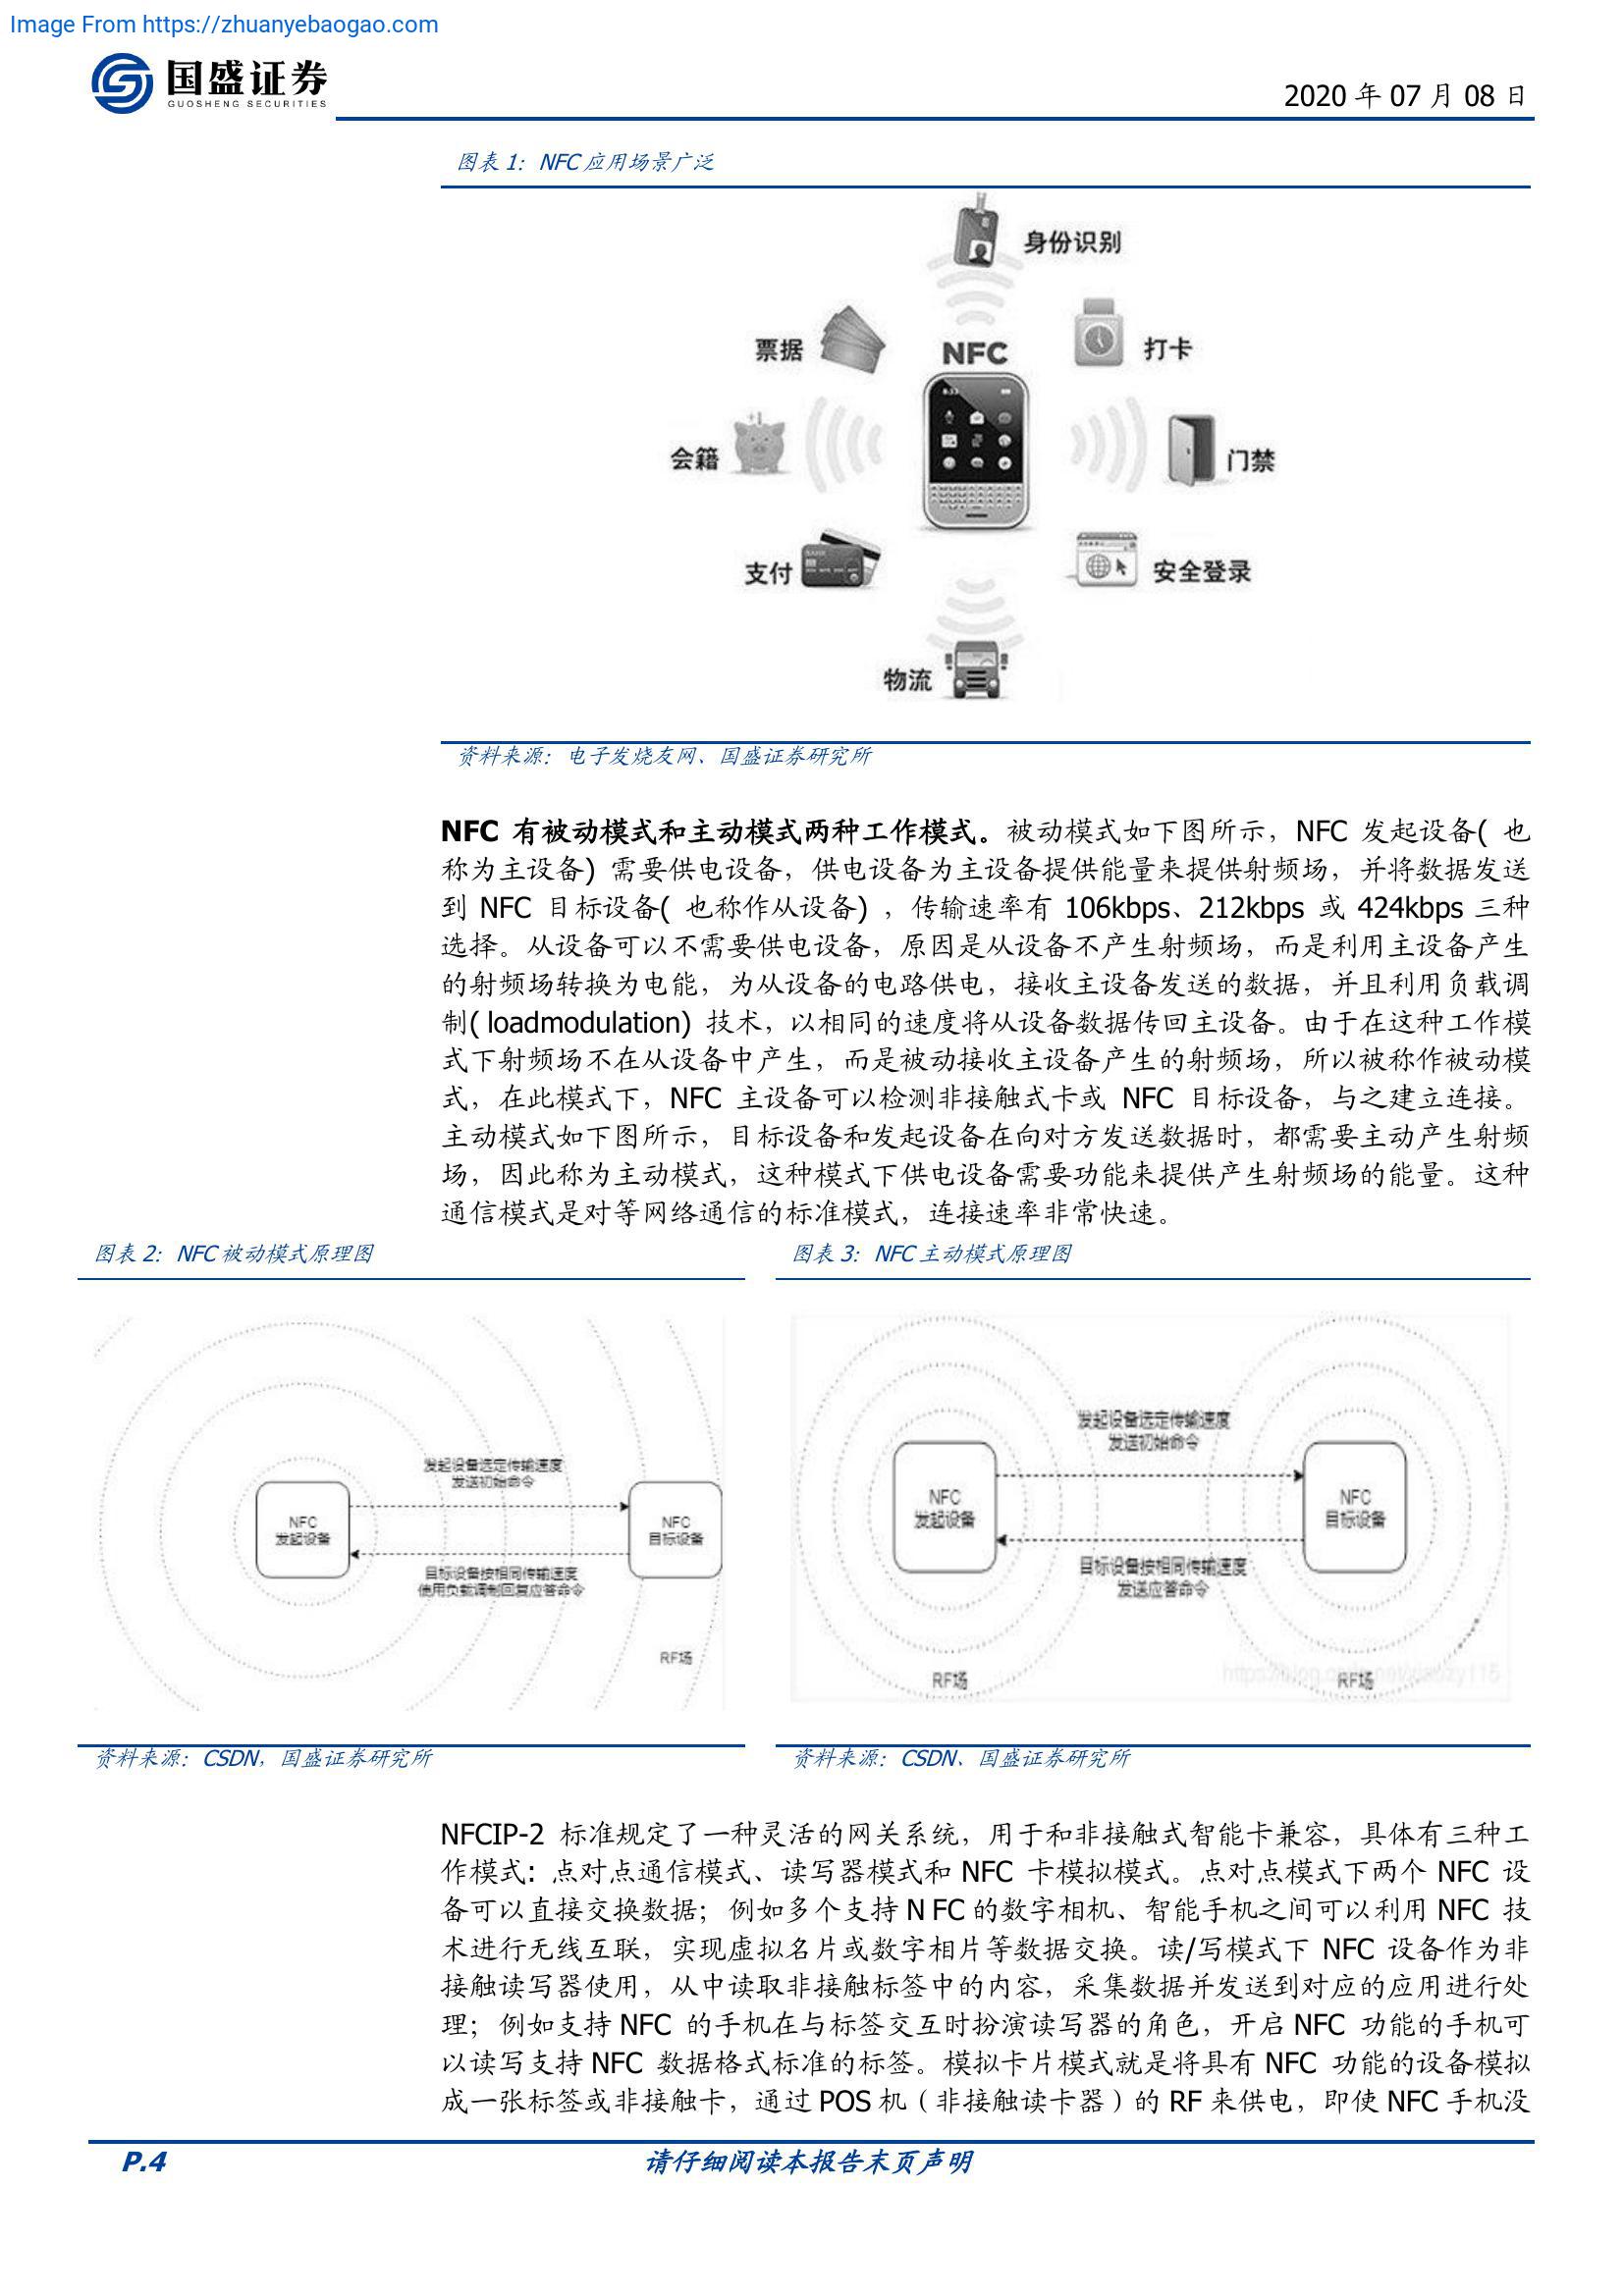 Image From https://zhuanyebaogao.com
国盛证券
GUOSHENG SECURITIES
2020 年 07 月 08 日
图表 1：NFC 应用场景广泛
身份识别
票据
NFC
打卡
会籍
门禁
支付
安全登录
物流
资料来源：电子发烧友网、国盛证券研究所
NFC 有被动模式和主动模式两种工作模式。被动模式如下图所示，NFC 发起设备( 也
称为主设备) 需要供电设备，供电设备为主设备提供能量来提供射频场，并将数据发送
到 NFC 目标设备( 也称作从设备) ，传输速率有 106kbps、212kbps 或 424kbps 三种
选择。从设备可以不需要供电设备，原因是从设备不产生射频场，而是利用主设备产生
的射频场转换为电能，为从设备的电路供电，接收主设备发送的数据，并且利用负载调
制( loadmodulation) 技术，以相同的速度将从设备数据传回主设备。由于在这种工作模
式下射频场不在从设备中产生，而是被动接收主设备产生的射频场，所以被称作被动模
式，在此模式下，NFC 主设备可以检测非接触式卡或 NFC 目标设备，与之建立连接。
主动模式如下图所示，目标设备和发起设备在向对方发送数据时，都需要主动产生射频
场，因此称为主动模式，这种模式下供电设备需要功能来提供产生射频场的能量。这种
通信模式是对等网络通信的标准模式，连接速率非常快速。
图表 2：NFC 被动模式原理图
发起设备选定传输速度
发送初始命令
NFC
发起设备
NFC
目标设备
目标设备按相同传输速度
使用负载调制回复应答命令
RF场
资料来源：CSDN，国盛证券研究所
图表 3：NFC 主动模式原理图
发起设备选定传输速度
发送初始命令
NFC
发起设备
NFC
目标设备
目标设备按相同传输速度
发送应答命令
RF场
RF场
资料来源：CSDN、国盛证券研究所
NFCIP-2 标准规定了一种灵活的网关系统，用于和非接触式智能卡兼容，具体有三种工
作模式: 点对点通信模式、读写器模式和 NFC 卡模拟模式。点对点模式下两个 NFC 设
备可以直接交换数据；例如多个支持 N FC 的数字相机、智能手机之间可以利用 NFC 技
术进行无线互联，实现虚拟名片或数字相片等数据交换。读/写模式下 NFC 设备作为非
接触读写器使用，从中读取非接触标签中的内容，采集数据并发送到对应的应用进行处
理；例如支持 NFC 的手机在与标签交互时扮演读写器的角色，开启 NFC 功能的手机可
以读写支持 NFC 数据格式标准的标签。模拟卡片模式就是将具有 NFC 功能的设备模拟
成一张标签或非接触卡，通过 POS 机（非接触读卡器）的 RF 来供电，即使 NFC 手机没
P.4
请仔细阅读本报告末页声明